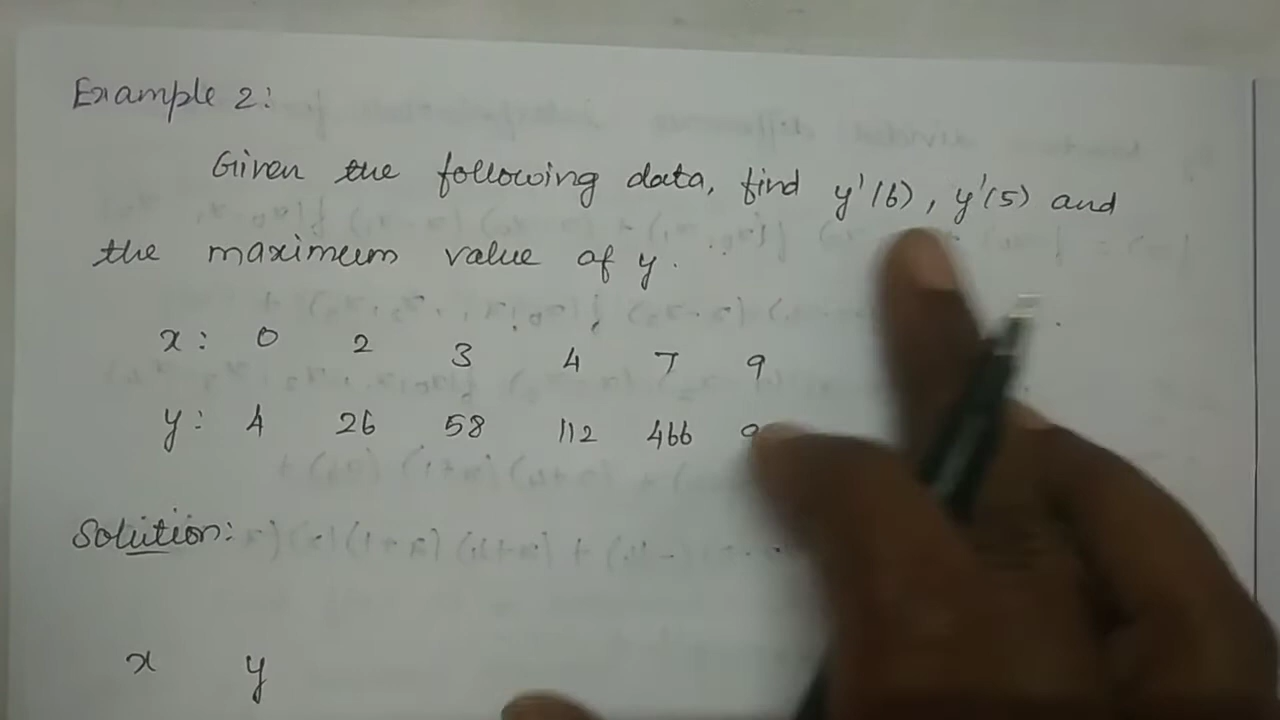 Example 2:
Given the following data, find y'(6), y'(5) and
the maximum value of y.
x: 0 2 3 4 7 9
y: 4 26 58 112 466 9
Solution:
x y